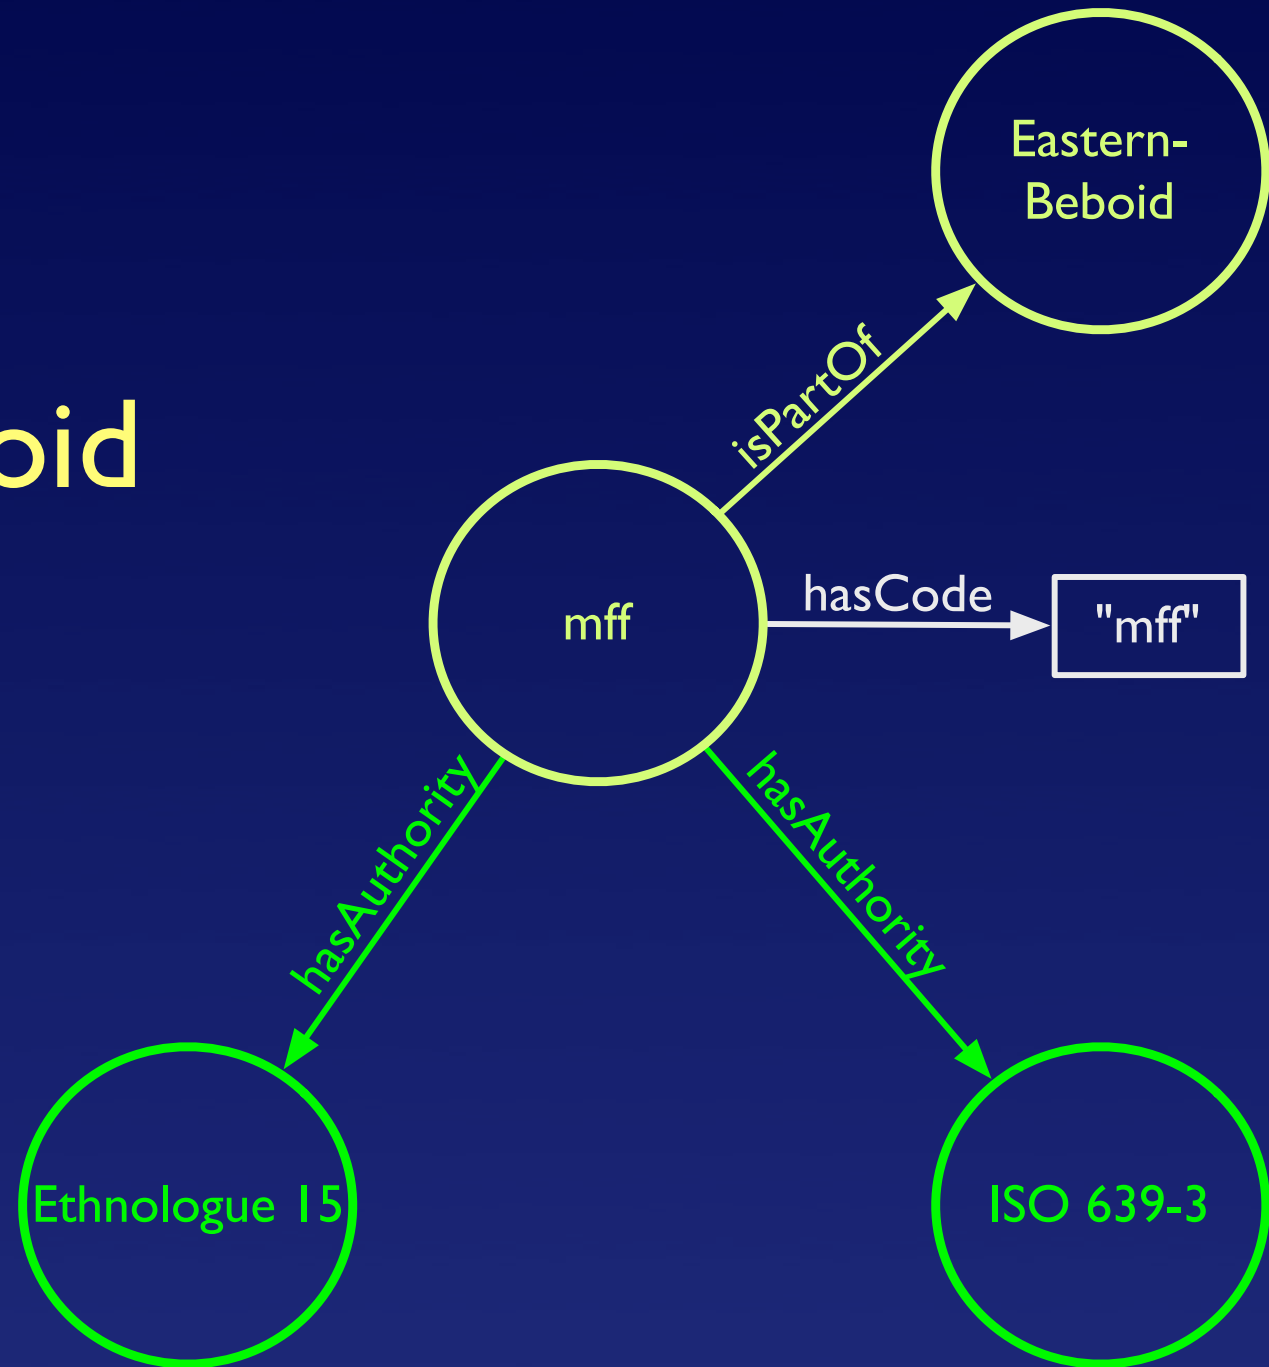 Eastern-
Beboid
isPartOf
oid
hasCode
mff
"mff"
hasAuthority
hasAuthority
Ethnologue 15
ISO 639-3